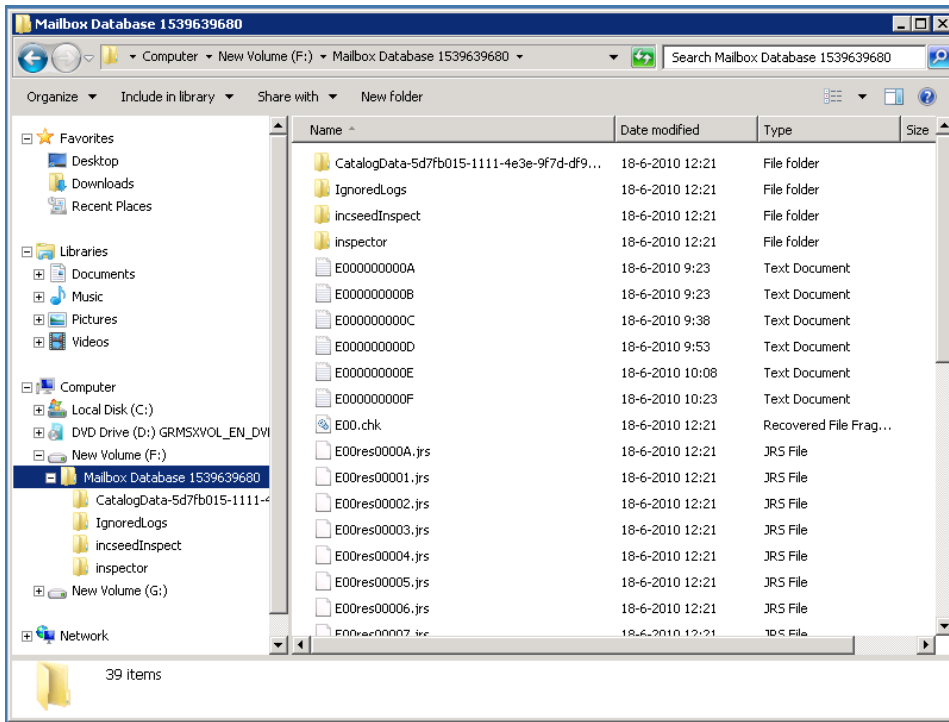 Mailbox Database 1539639680
Computer New Volume (F:) Mailbox Database 1539639680 Search Mailbox Database 1539639680
Organize Include in library Share with New folder
Favorites
Desktop
Downloads
Recent Places
Libraries
Documents
Music
Pictures
Videos
Computer
Local Disk (C:)
DVD Drive (D:) GRMSXVOL_EN_DVI
New Volume (F:)
Mailbox Database 1539639680
CatalogData-5d7fb015-1111-4
IgnoredLogs
incseedInspect
inspector
New Volume (G:)
Network
Name Date modified Type Size
CatalogData-5d7fb015-1111-4e3e-9f7d-df9... 18-6-2010 12:21 File folder
IgnoredLogs 18-6-2010 12:21 File folder
incseedInspect 18-6-2010 12:21 File folder
inspector 18-6-2010 12:21 File folder
E000000000A 18-6-2010 9:23 Text Document
E000000000B 18-6-2010 9:23 Text Document
E000000000C 18-6-2010 9:38 Text Document
E000000000D 18-6-2010 9:53 Text Document
E000000000E 18-6-2010 10:08 Text Document
E000000000F 18-6-2010 10:23 Text Document
E00.chk 18-6-2010 12:21 Recovered File Frag...
E00res0000A.jrs 18-6-2010 12:21 JRS File
E00res00001.jrs 18-6-2010 12:21 JRS File
E00res00002.jrs 18-6-2010 12:21 JRS File
E00res00003.jrs 18-6-2010 12:21 JRS File
E00res00004.jrs 18-6-2010 12:21 JRS File
E00res00005.jrs 18-6-2010 12:21 JRS File
E00res00006.jrs 18-6-2010 12:21 JRS File
E00res00007.jrs 18-6-2010 12:21 JRS File
39 items